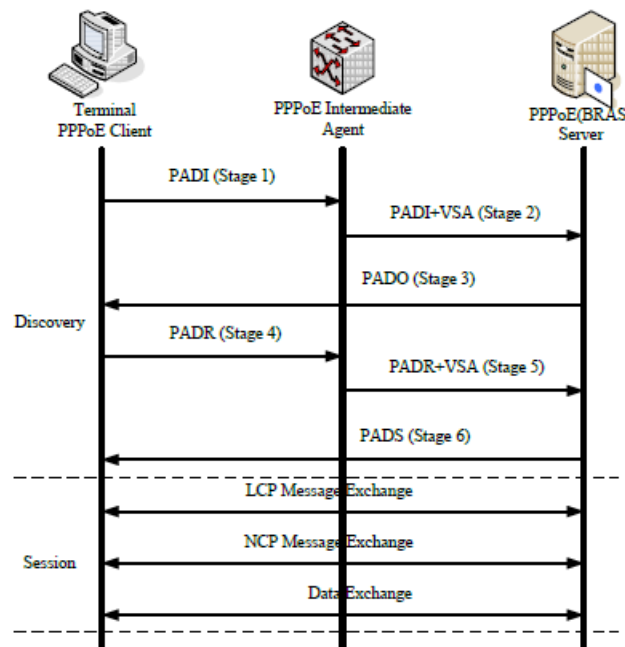 Terminal
PPPoE Client
PPPoE Intermediate
Agent
PPPoE(BRAS
Server
PADI (Stage 1)
PADI+VSA (Stage 2)
PADO (Stage 3)
Discovery
PADR (Stage 4)
PADR+VSA (Stage 5)
PADS (Stage 6)
LCP Message Exchange
NCP Message Exchange
Session
Data Exchange